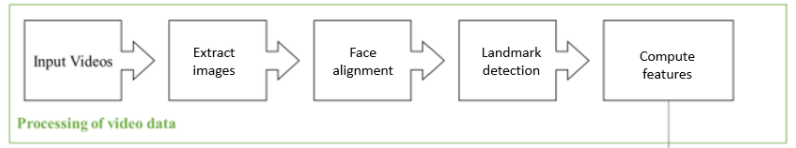 Input Videos
Extract
images
Face
alignment
Landmark
detection
Compute
features
Processing of video data